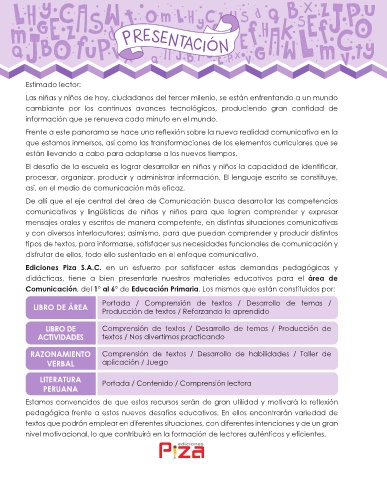 PRESENTACIÓN
Estimado lector:
Las niñas y niños de hoy, ciudadanos del tercer milenio, se están enfrentando a un mundo
cambiante por los continuos avances tecnológicos, produciendo gran cantidad de
información que se renueva cada minuto en el mundo.
Frente a este panorama se hace una reflexión sobre la nueva realidad comunicativa en la
que estamos inmersos, así como las transformaciones de los elementos curriculares que se
están llevando a cabo para adaptarse a los nuevos tiempos.
El desafío de la escuela es lograr desarrollar en niñas y niños la capacidad de identificar,
procesar, organizar, producir y administrar información. El lenguaje escrito se constituye,
así, en el medio de comunicación más eficaz.
De allí que el eje central del área de Comunicación busca desarrollar las competencias
comunicativas y lingüísticas de niñas y niños para que logren comprender y expresar
mensajes orales y escritos de manera competente, en distintas situaciones comunicativas
y con diversos interlocutores; asimismo, para que puedan comprender y producir distintos
tipos de textos, para informarse, satisfacer sus necesidades funcionales de comunicación y
disfrutar de ellos, todo ello sustentado en el enfoque comunicativo.
Ediciones Piza S.A.C. en un esfuerzo por satisfacer estas demandas pedagógicas y
didácticas, tiene a bien presentarle nuestros materiales educativos para el área de
Comunicación, del 1° al 6° de Educación Primaria. Los mismos que están constituidos por:
LIBRO DE ÁREA
Portada / Comprensión de textos / Desarrollo de temas /
Producción de textos / Reforzando lo aprendido
LIBRO DE
ACTIVIDADES
Comprensión de textos / Desarrollo de temas / Producción de
textos / Nos divertimos practicando
RAZONAMIENTO
VERBAL
Comprensión de textos / Desarrollo de habilidades / Taller de
aplicación / Juego
LITERATURA
PERUANA
Portada / Contenido / Comprensión lectora
Estamos convencidos de que estos recursos serán de gran utilidad y motivará la reflexión
pedagógica frente a estos nuevos desafíos educativos. En ellos encontrarán variedad de
textos que podrán emplear en diferentes situaciones, con diferentes intenciones y de un gran
nivel motivacional, lo que contribuirá en la formación de lectores auténticos y eficientes.
ediciones
PIZA